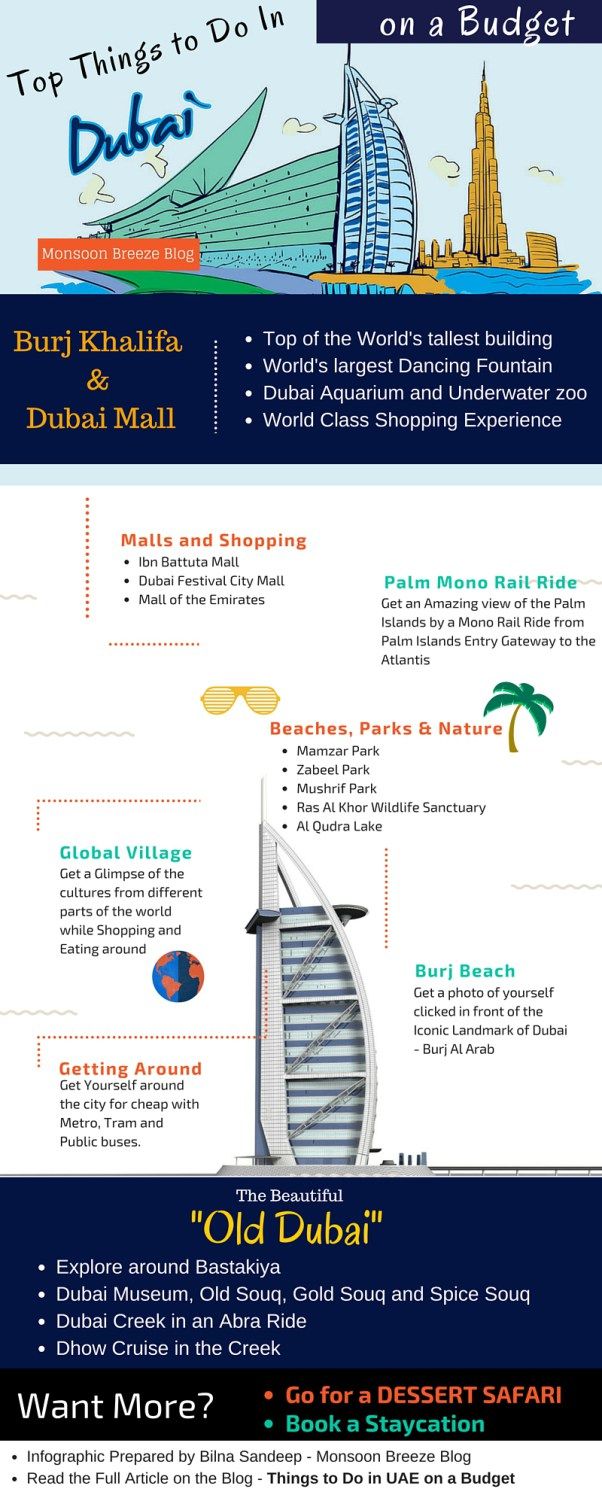 Top Things to Do In
on a Budget
Dubai
Monsoon Breeze Blog
Burj Khalifa
&
Dubai Mall
• Top of the World's tallest building
• World's largest Dancing Fountain
• Dubai Aquarium and Underwater zoo
• World Class Shopping Experience
Malls and Shopping
• Ibn Battuta Mall
• Dubai Festival City Mall
• Mall of the Emirates
Palm Mono Rail Ride
Get an Amazing view of the Palm
Islands by a Mono Rail Ride from
Palm Islands Entry Gateway to the
Atlantis
Beaches, Parks & Nature
• Mamzar Park
• Zabeel Park
• Mushrif Park
• Ras Al Khor Wildlife Sanctuary
• Al Qudra Lake
Global Village
Get a Glimpse of the
cultures from different
parts of the world
while Shopping and
Eating around
Burj Beach
Get a photo of yourself
clicked in front of the
Iconic Landmark of Dubai
- Burj Al Arab
Getting Around
Get Yourself around
the city for cheap with
Metro, Tram and
Public buses.
The Beautiful
"Old Dubai"
• Explore around Bastakiya
• Dubai Museum, Old Souq, Gold Souq and Spice Souq
• Dubai Creek in an Abra Ride
• Dhow Cruise in the Creek
Want More?
• Go for a DESSERT SAFARI
• Book a Staycation
• Infographic Prepared by Bilna Sandeep - Monsoon Breeze Blog
• Read the Full Article on the Blog - Things to Do in UAE on a Budget